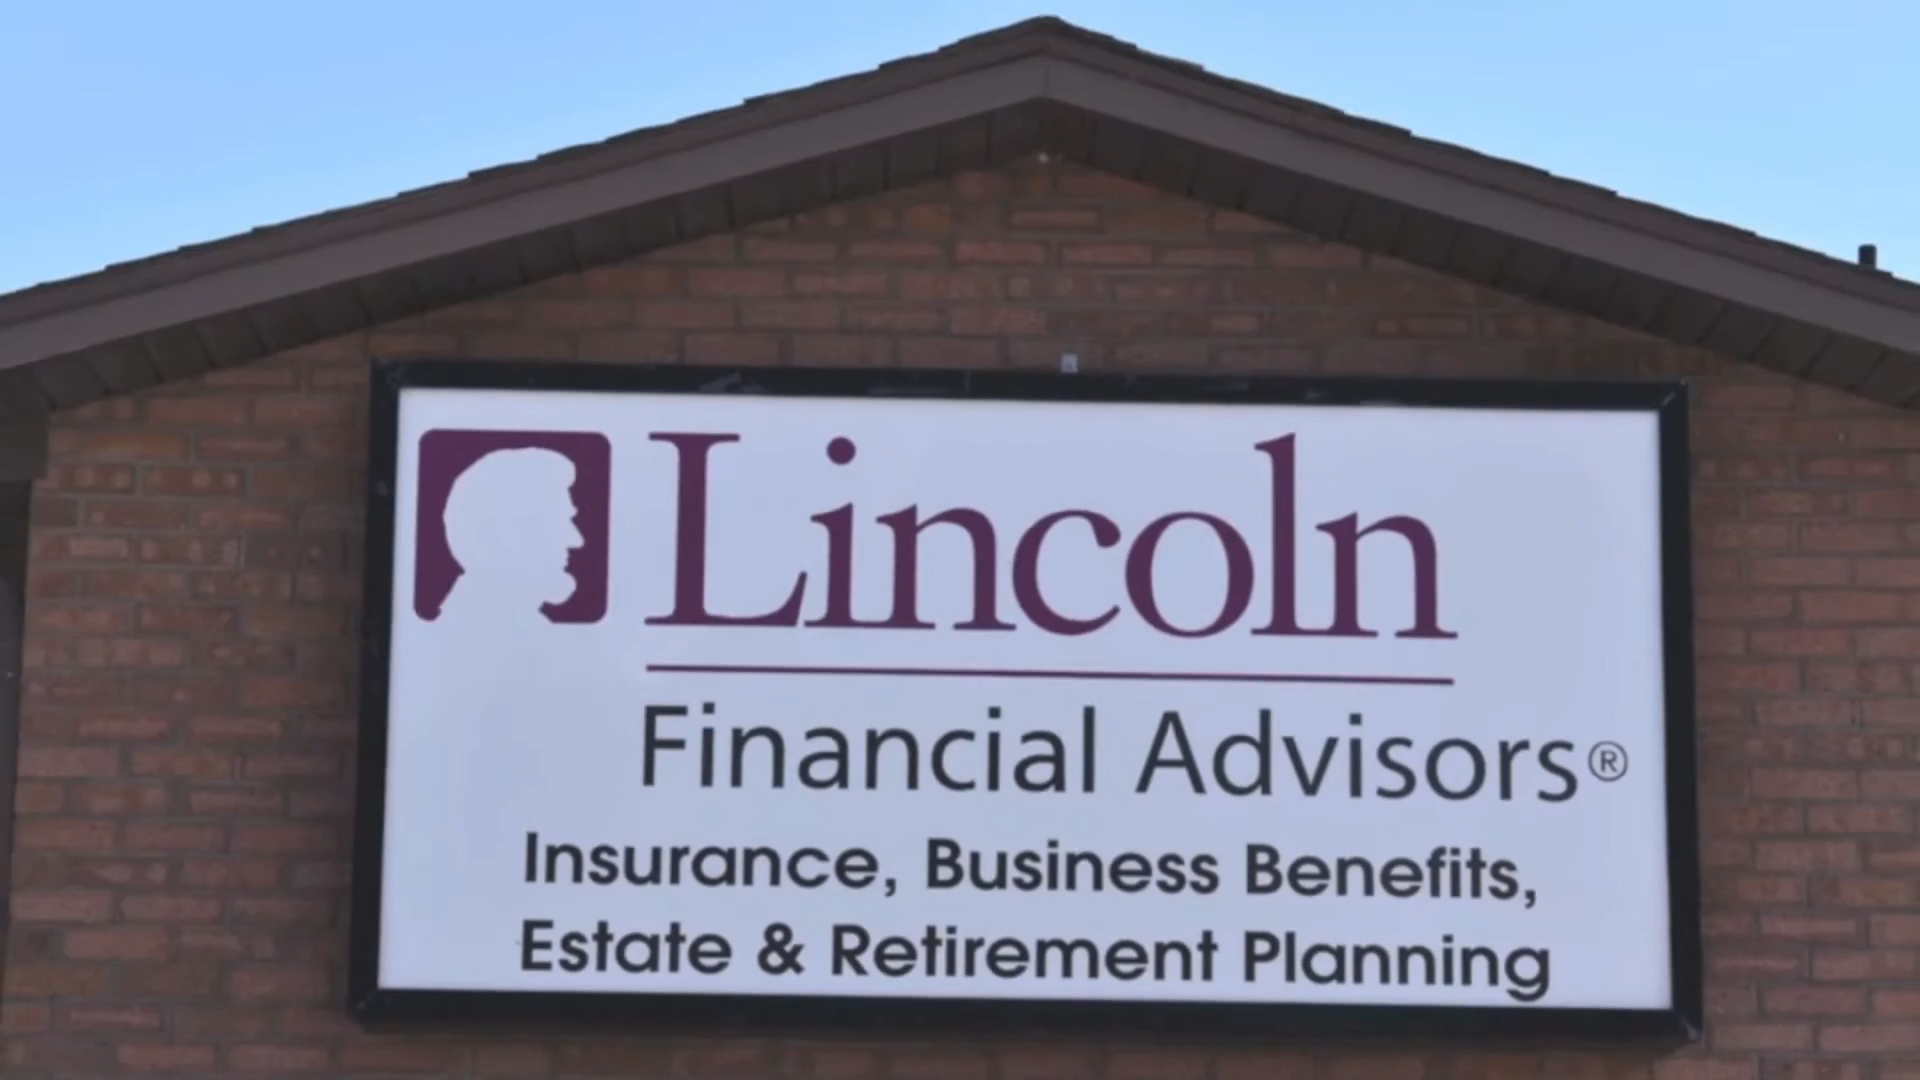 Lincoln
Financial Advisors®
Insurance, Business Benefits,
Estate & Retirement Planning